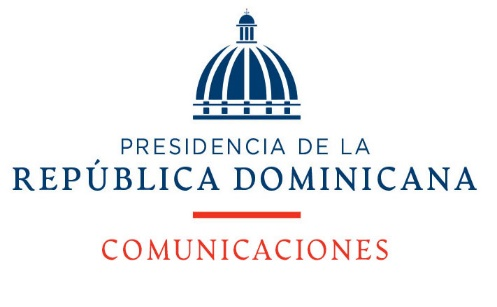 PRESIDENCIA DE LA
REPÚBLICA DOMINICANA
COMUNICACIONES